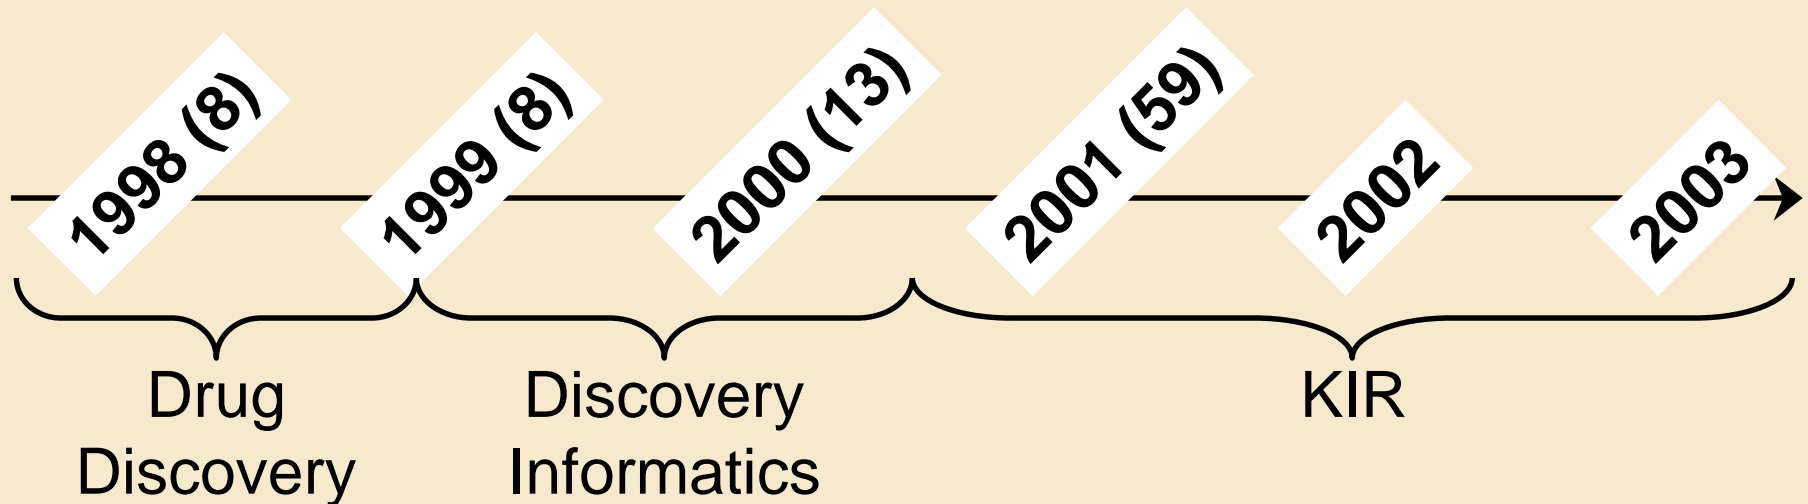 1998 (8)
1999 (8)
2000 (13)
2001 (59)
2002
2003
Drug
Discovery
Discovery
Informatics
KIR